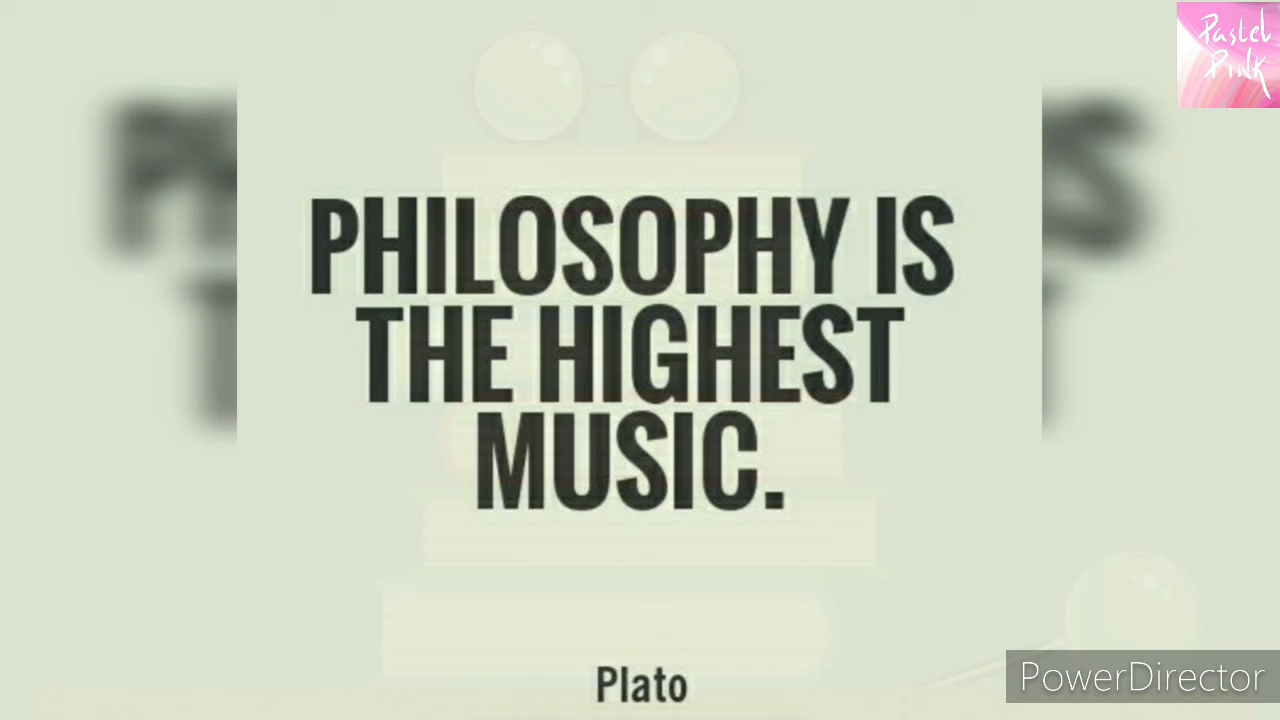 Pastel
Pink
PHILOSOPHY IS
THE HIGHEST
MUSIC.
Plato
PowerDirector